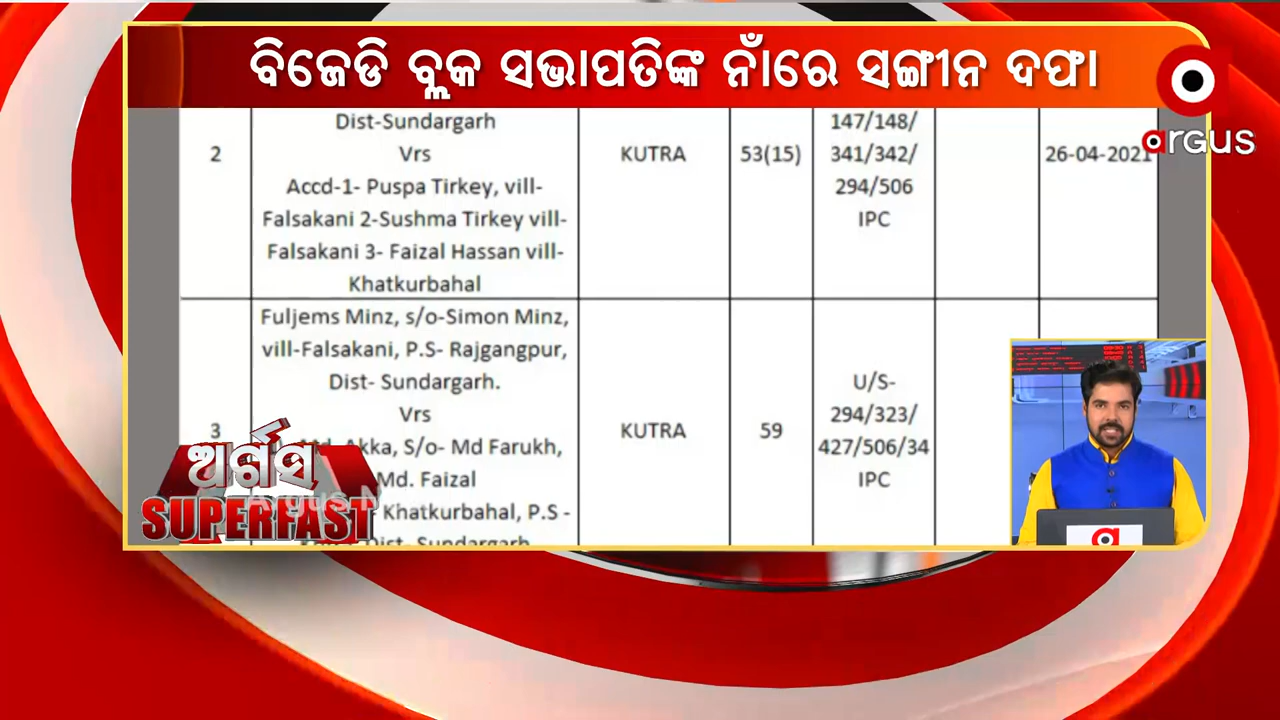 ବିଜେଡି ବ୍ଲକ ସଭାପତିଙ୍କ ନାଁରେ ସଙ୍ଗୀନ ଦଫା
argus
Dist-Sundargarh
Vrs
Accd-1- Puspa Tirkey, vill-
Falsakani 2-Sushma Tirkey vill-
Falsakani 3- Faizal Hassan vill-
Khatkurbahal
2
KUTRA
53(15)
147/148/
341/342/
294/506
IPC
26-04-2021
Fuljems Minz, s/o-Simon Minz,
vill-Falsakani, P.S- Rajgangpur,
Dist- Sundargarh.
Vrs
Akka, S/o- Md Farukh,
Md. Faizal
Khatkurbahal, P.S -
Dist- Sundargarh
3
KUTRA
59
U/S-
294/323/
427/506/34
IPC
ଅର୍ଗସ
SUPERFAST